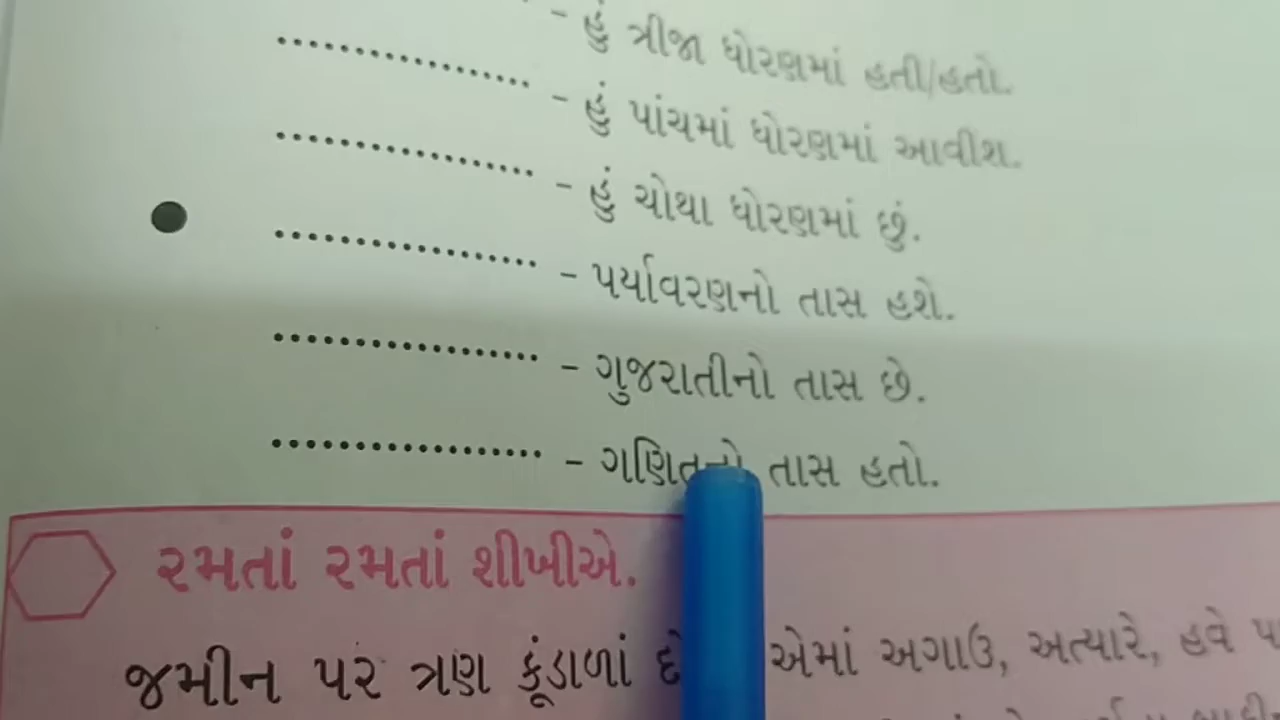 – હું ત્રીજા ધોરણમાં હતી/હતો.
.................. – હું પાંચમાં ધોરણમાં આવીશ.
.................. – હું ચોથા ધોરણમાં છું.
● .................. – પર્યાવરણનો તાસ હશે.
.................. – ગુજરાતીનો તાસ છે.
.................. – ગણિતનો તાસ હતો.
રમતાં રમતાં શીખીએ.
જમીન પર ત્રણ કૂંડાળાં એમાં અગાઉ, અત્યારે, હવે